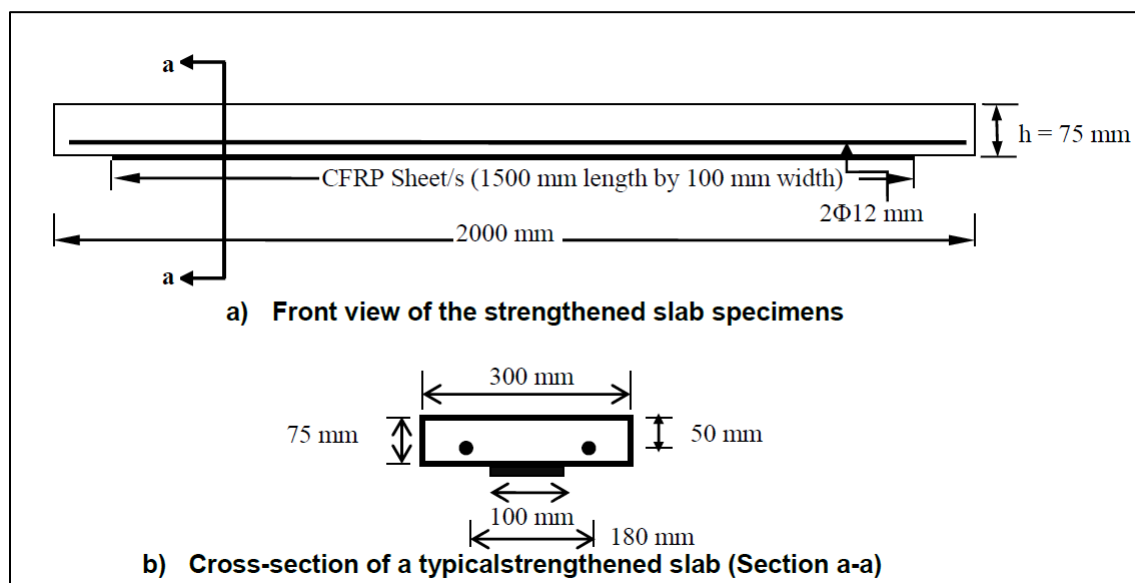 a
h = 75 mm
CFRP Sheet/s (1500 mm length by 100 mm width)
2Φ12 mm
2000 mm
a
a) Front view of the strengthened slab specimens
300 mm
75 mm
50 mm
100 mm
180 mm
b) Cross-section of a typicalstrengthened slab (Section a-a)